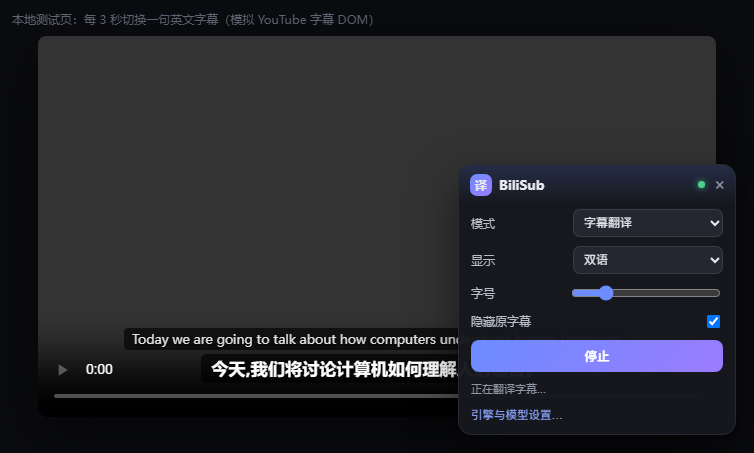 本地测试页：每 3 秒切换一句英文字幕（模拟 YouTube 字幕 DOM）
译 BiliSub ×
模式 字幕翻译
显示 双语
字号
隐藏原字幕
Today we are going to talk about how computers
0:00
今天,我们将讨论计算机如何理解
停止
正在翻译字幕...
引擎与模型设置...